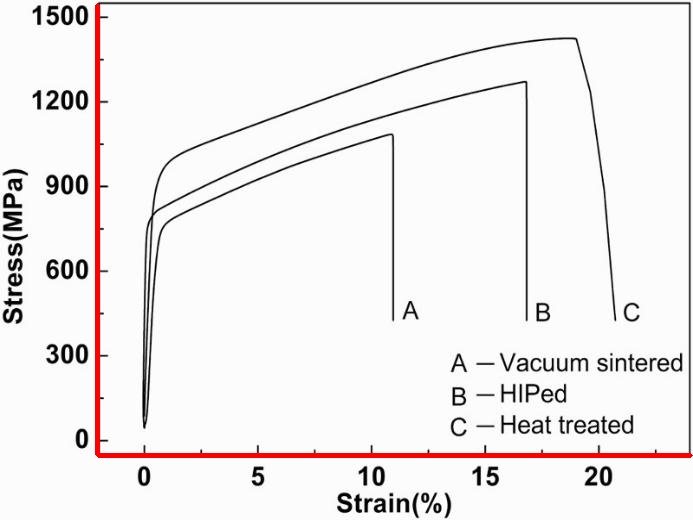 1500
1200
900
600
300
0
Stress(MPa)
A
B
C
A — Vacuum sintered
B — HIPed
C — Heat treated
0 5 10 15 20
Strain(%)